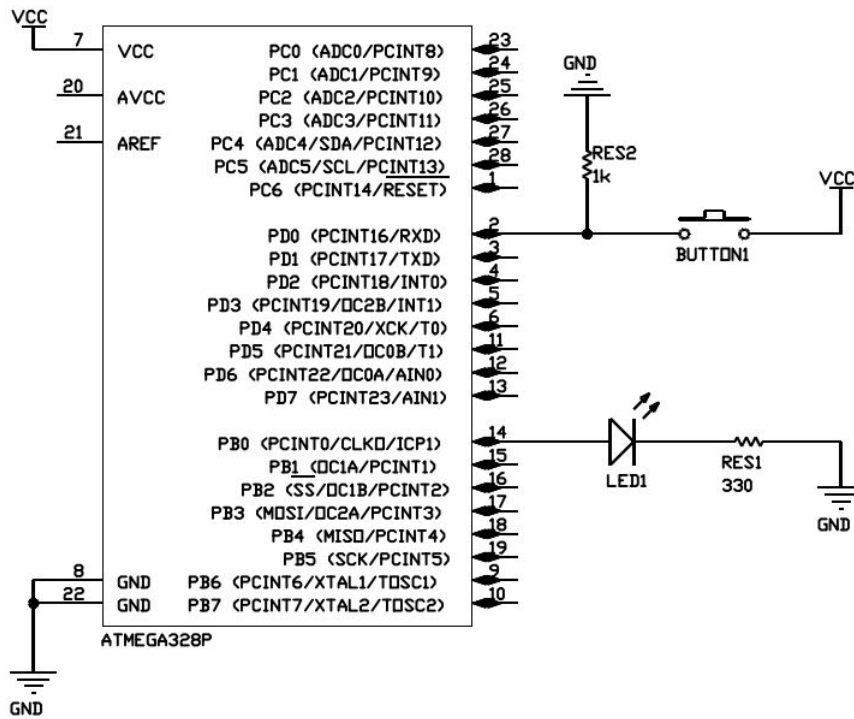 VCC
7 VCC
20 AVCC
21 AREF
PC0 (ADC0/PCINT8) 23
PC1 (ADC1/PCINT9) 24
PC2 (ADC2/PCINT10) 25
PC3 (ADC3/PCINT11) 26
PC4 (ADC4/SDA/PCINT12) 27
PC5 (ADC5/SCL/PCINT13) 28
PC6 (PCINT14/RESET) 1
PD0 (PCINT16/RXD) 2
PD1 (PCINT17/TXD) 3
PD2 (PCINT18/INT0) 4
PD3 (PCINT19/OC2B/INT1) 5
PD4 (PCINT20/XCK/T0) 6
PD5 (PCINT21/OC0B/T1) 11
PD6 (PCINT22/OC0A/AIN0) 12
PD7 (PCINT23/AIN1) 13
PB0 (PCINT0/CLKO/ICP1) 14
PB1 (OC1A/PCINT1) 15
PB2 (SS/OC1B/PCINT2) 16
PB3 (MOSI/OC2A/PCINT3) 17
PB4 (MISO/PCINT4) 18
PB5 (SCK/PCINT5) 19
8 GND PB6 (PCINT6/XTAL1/TOSC1) 9
22 GND PB7 (PCINT7/XTAL2/TOSC2) 10
ATMEGA328P
GND
GND
RES2
1k
VCC
BUTTON1
LED1
RES1
330
GND